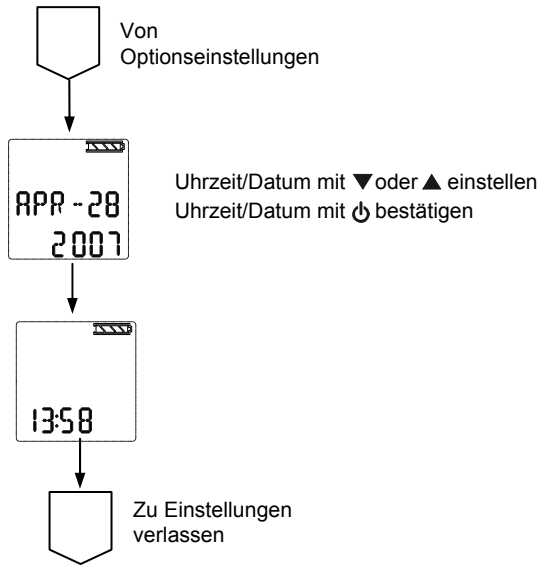 Von
Optionseinstellungen
APR-28
2007
Uhrzeit/Datum mit ▼ oder ▲ einstellen
Uhrzeit/Datum mit ⏻ bestätigen
13:58
Zu Einstellungen
verlassen